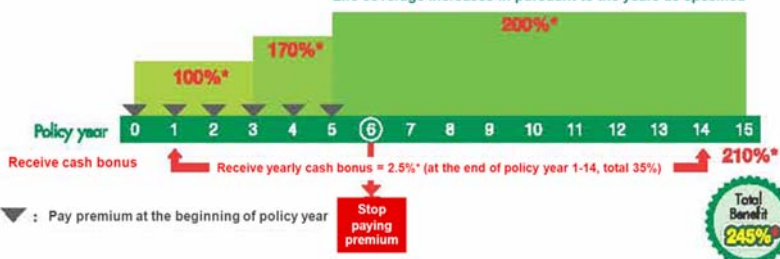 200%*
170%*
100%*
Policy year 0 1 2 3 4 5 6 7 8 9 10 11 12 13 14 15
Receive cash bonus
Receive yearly cash bonus = 2.5%* (at the end of policy year 1-14, total 35%)
210%*
: Pay premium at the beginning of policy year
Stop
paying
premium
Total
Benefit
245%*